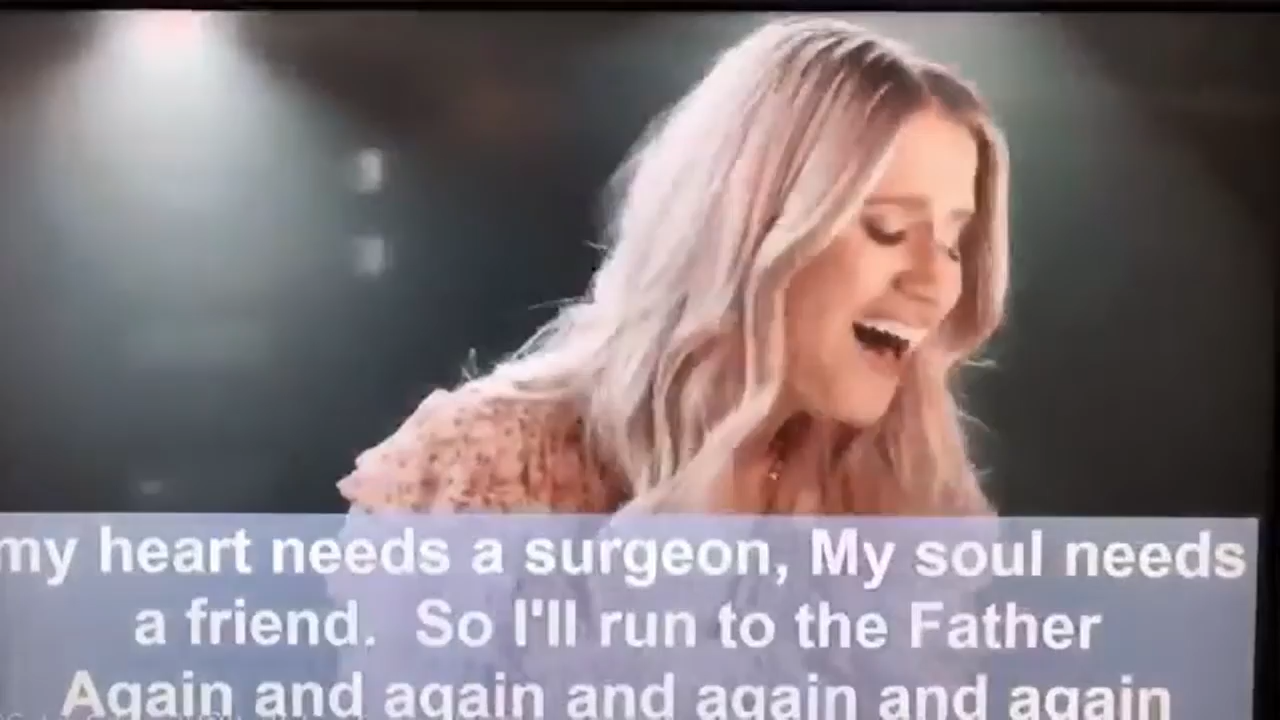 my heart needs a surgeon, My soul needs
a friend.  So I'll run to the Father
Again and again and again and again